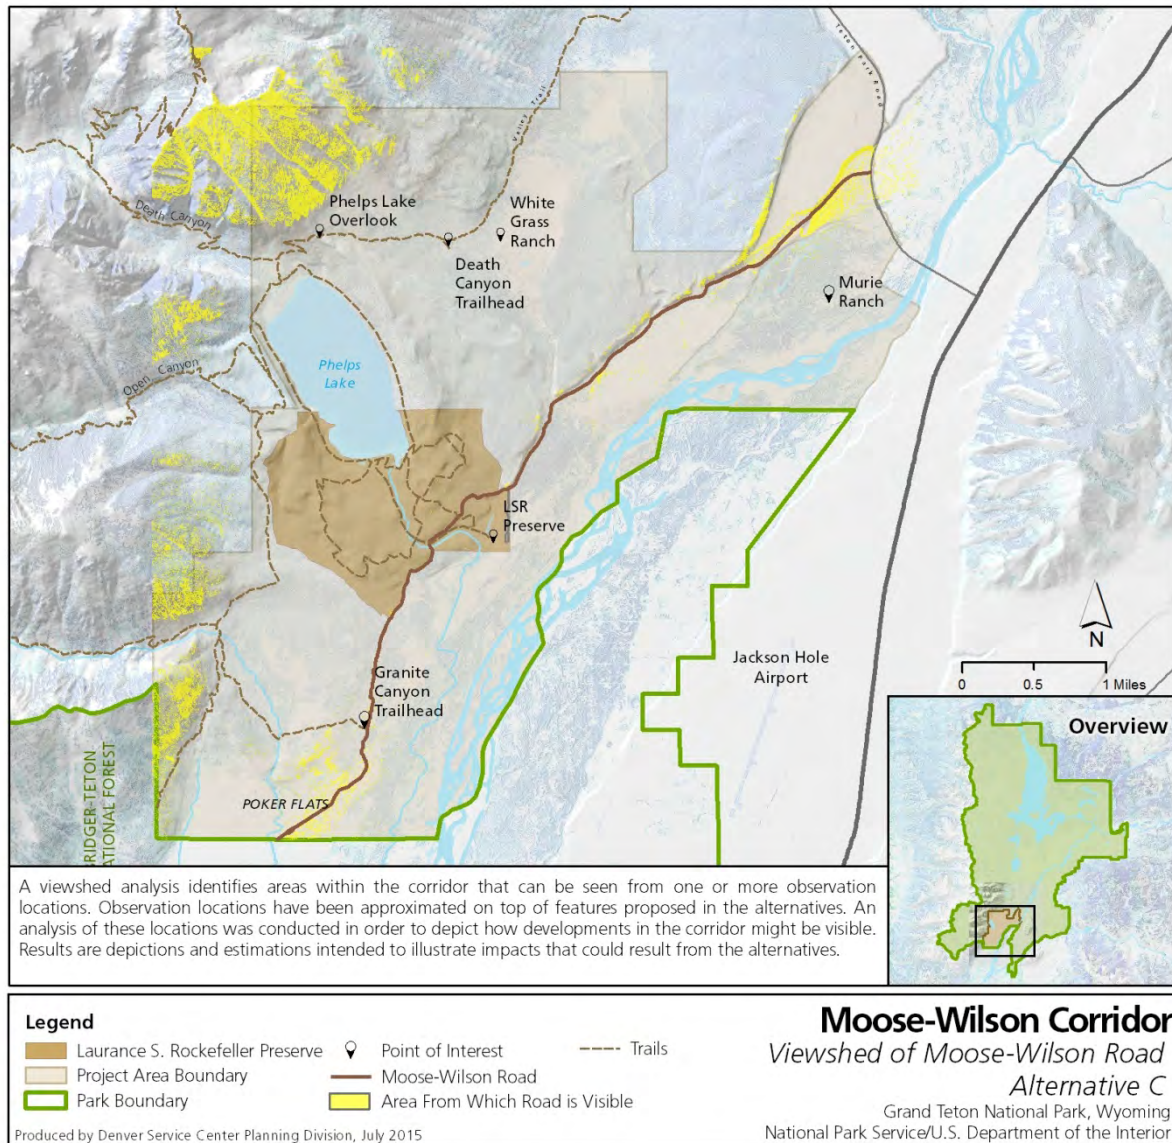 Teton Park Road
Valley Trail
Phelps Lake
Overlook
White
Grass
Ranch
Death Canyon
Death
Canyon
Trailhead
Murie
Ranch
Phelps
Lake
Open Canyon
LSR
Preserve
N
Jackson Hole
Airport
0 0.5 1 Miles
Granite
Canyon
Trailhead
POKER FLATS
BRIDGER-TETON
NATIONAL FOREST
Overview
A viewshed analysis identifies areas within the corridor that can be seen from one or more observation
locations. Observation locations have been approximated on top of features proposed in the alternatives. An
analysis of these locations was conducted in order to depict how developments in the corridor might be visible.
Results are depictions and estimations intended to illustrate impacts that could result from the alternatives.
Legend
Laurance S. Rockefeller Preserve
Project Area Boundary
Park Boundary
Point of Interest
Moose-Wilson Road
Area From Which Road is Visible
Trails
Produced by Denver Service Center Planning Division, July 2015
Moose-Wilson Corridor
Viewshed of Moose-Wilson Road
Alternative C
Grand Teton National Park, Wyoming
National Park Service/U.S. Department of the Interior